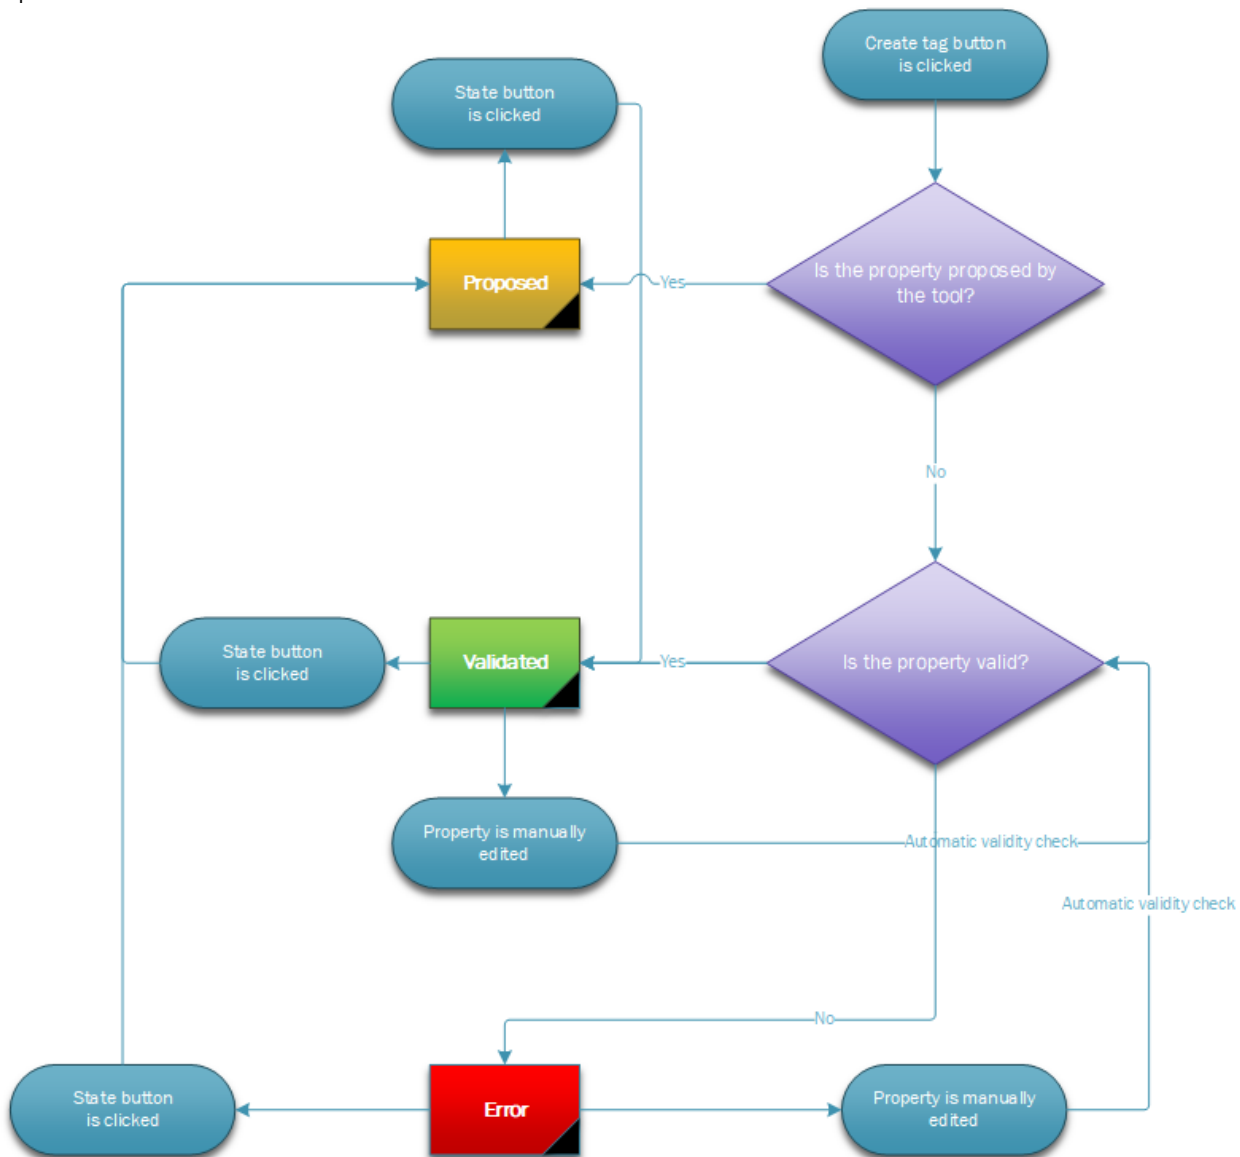 Create tag button
is clicked
State button
is clicked
Is the property proposed by
the tool?
Yes
Proposed
No
State button
is clicked
Validated
Yes
Is the property valid?
Property is manually
edited
Automatic validity check
Automatic validity check
No
State button
is clicked
Error
Property is manually
edited